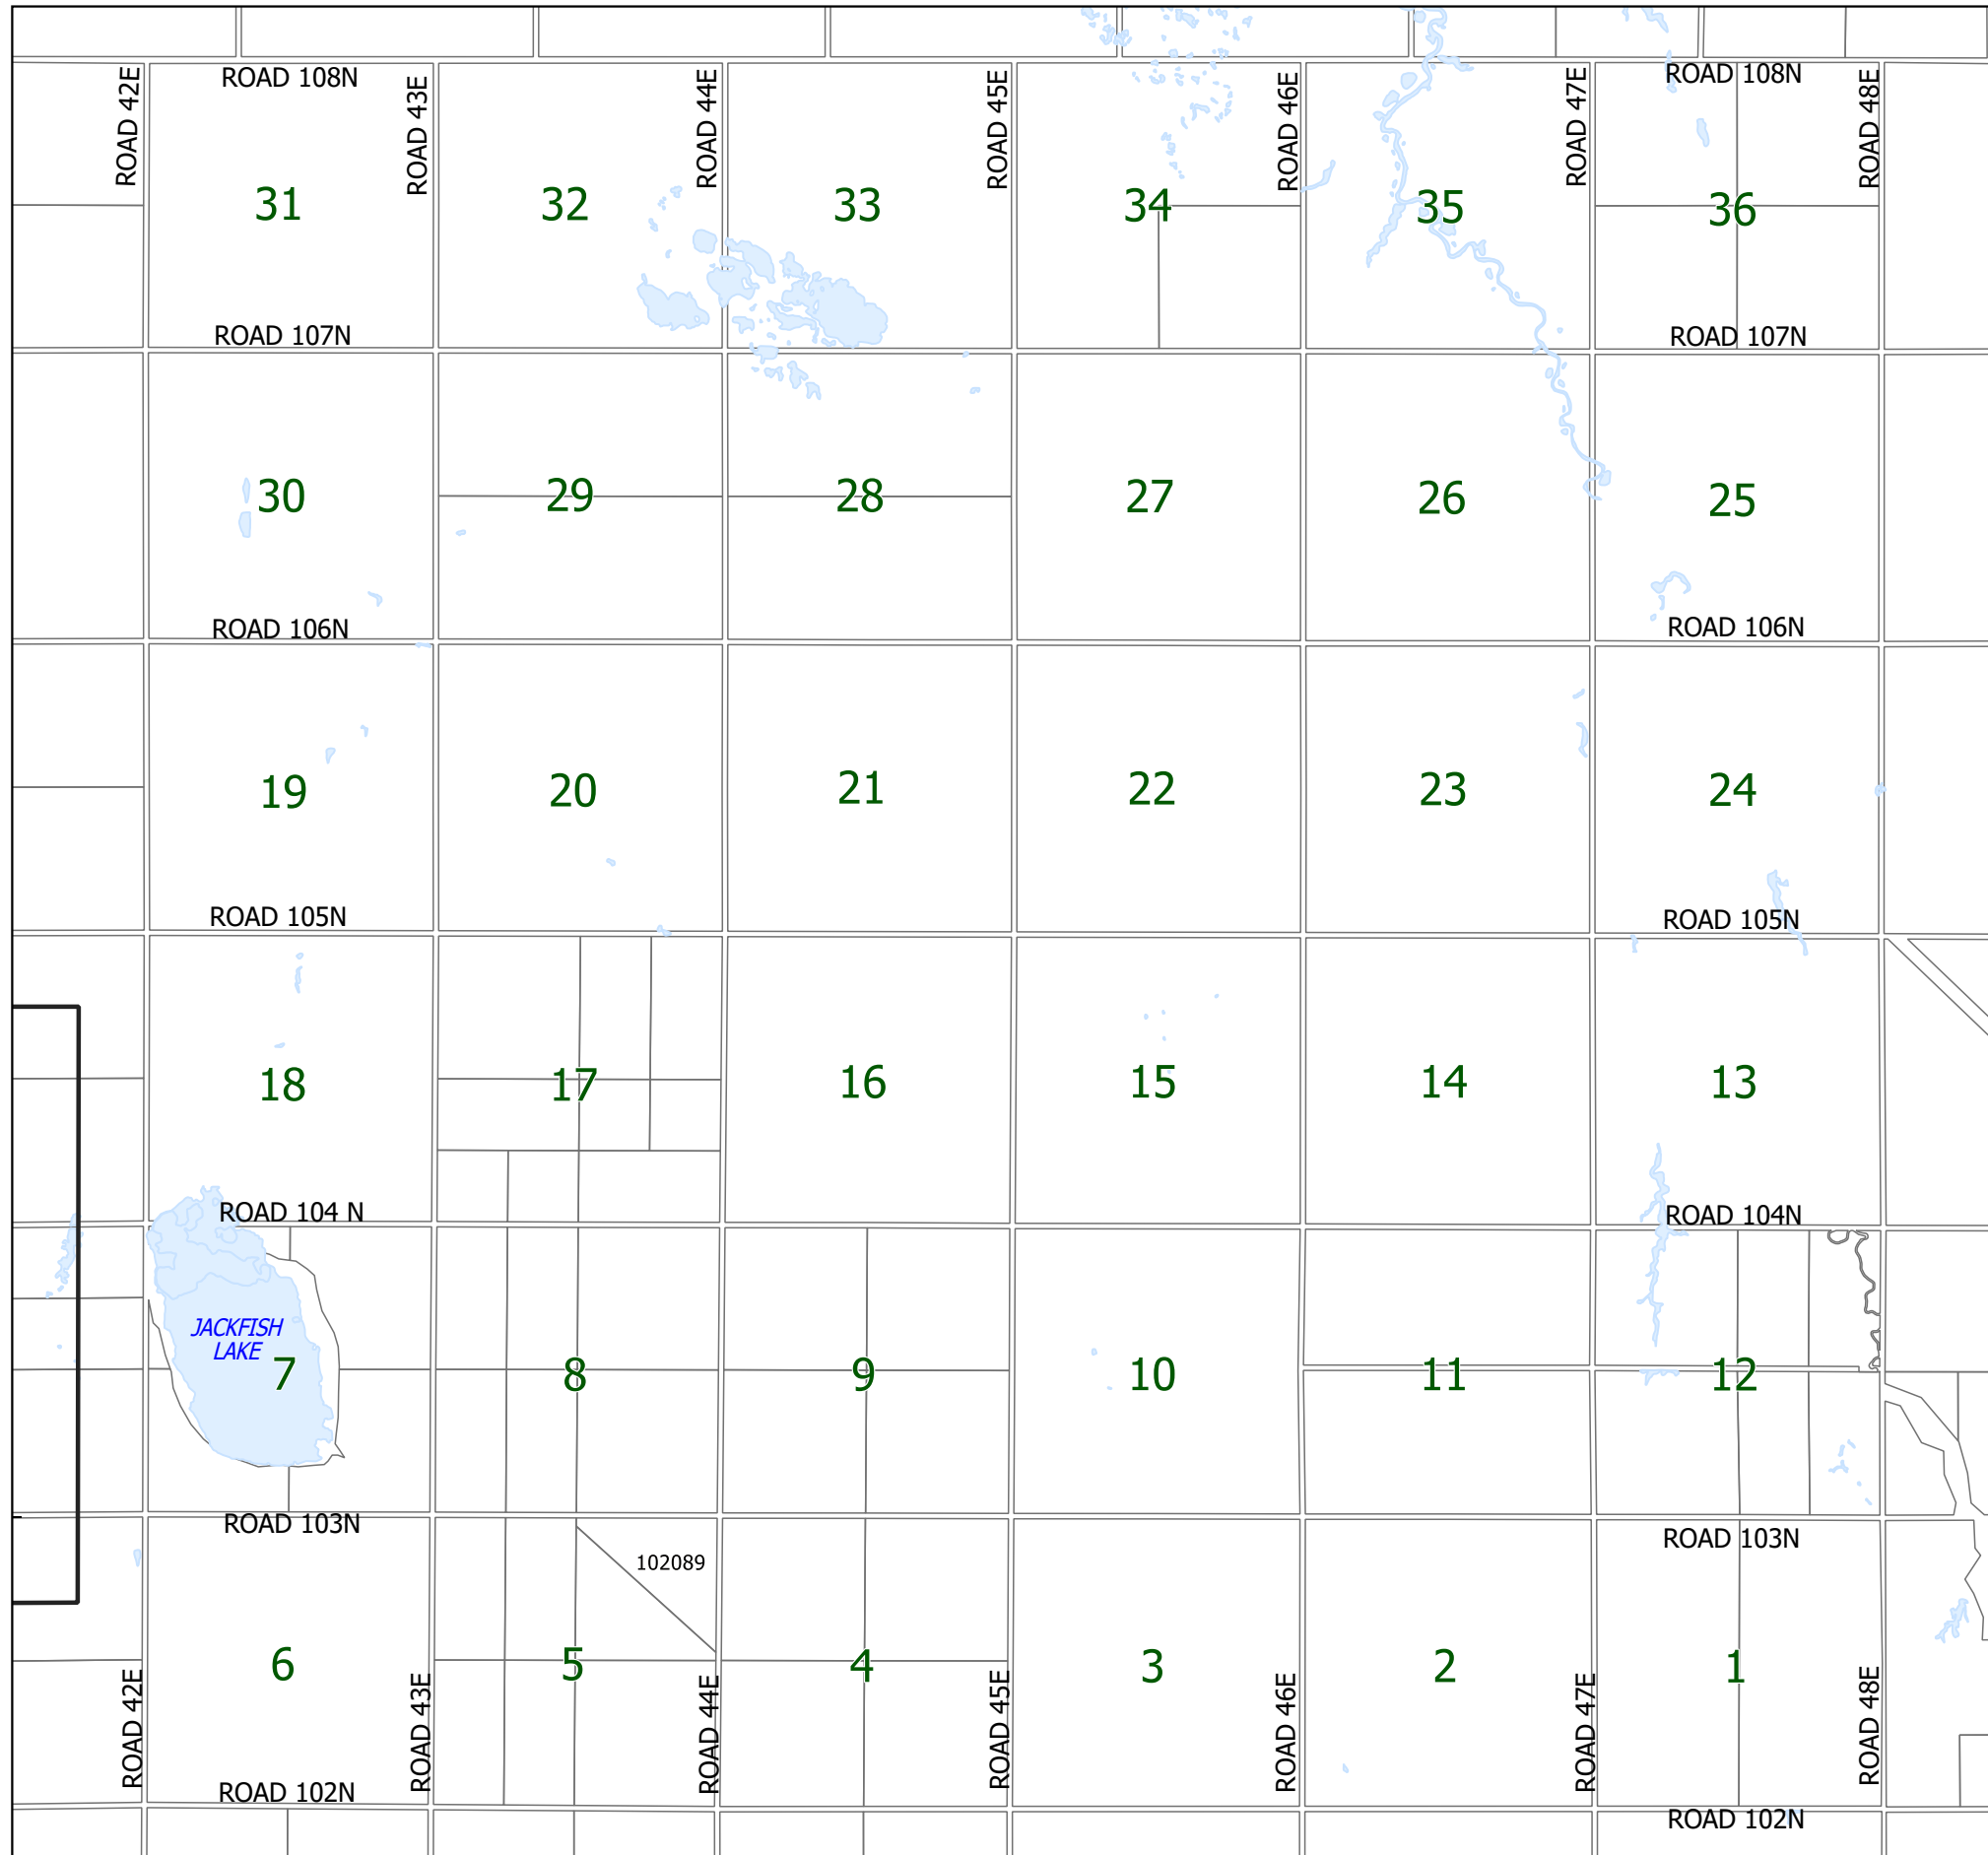 ROAD 108N
ROAD 108N
ROAD 42E
ROAD 43E
ROAD 44E
ROAD 45E
ROAD 46E
ROAD 47E
ROAD 48E
31
32
33
34
35
36
ROAD 107N
ROAD 107N
30
29
28
27
26
25
ROAD 106N
ROAD 106N
19
20
21
22
23
24
ROAD 105N
ROAD 105N
18
17
16
15
14
13
ROAD 104 N
ROAD 104N
JACKFISH
LAKE
7
8
9
10
11
12
ROAD 103N
ROAD 103N
102089
6
5
4
3
2
1
ROAD 42E
ROAD 43E
ROAD 44E
ROAD 45E
ROAD 46E
ROAD 47E
ROAD 48E
ROAD 102N
ROAD 102N